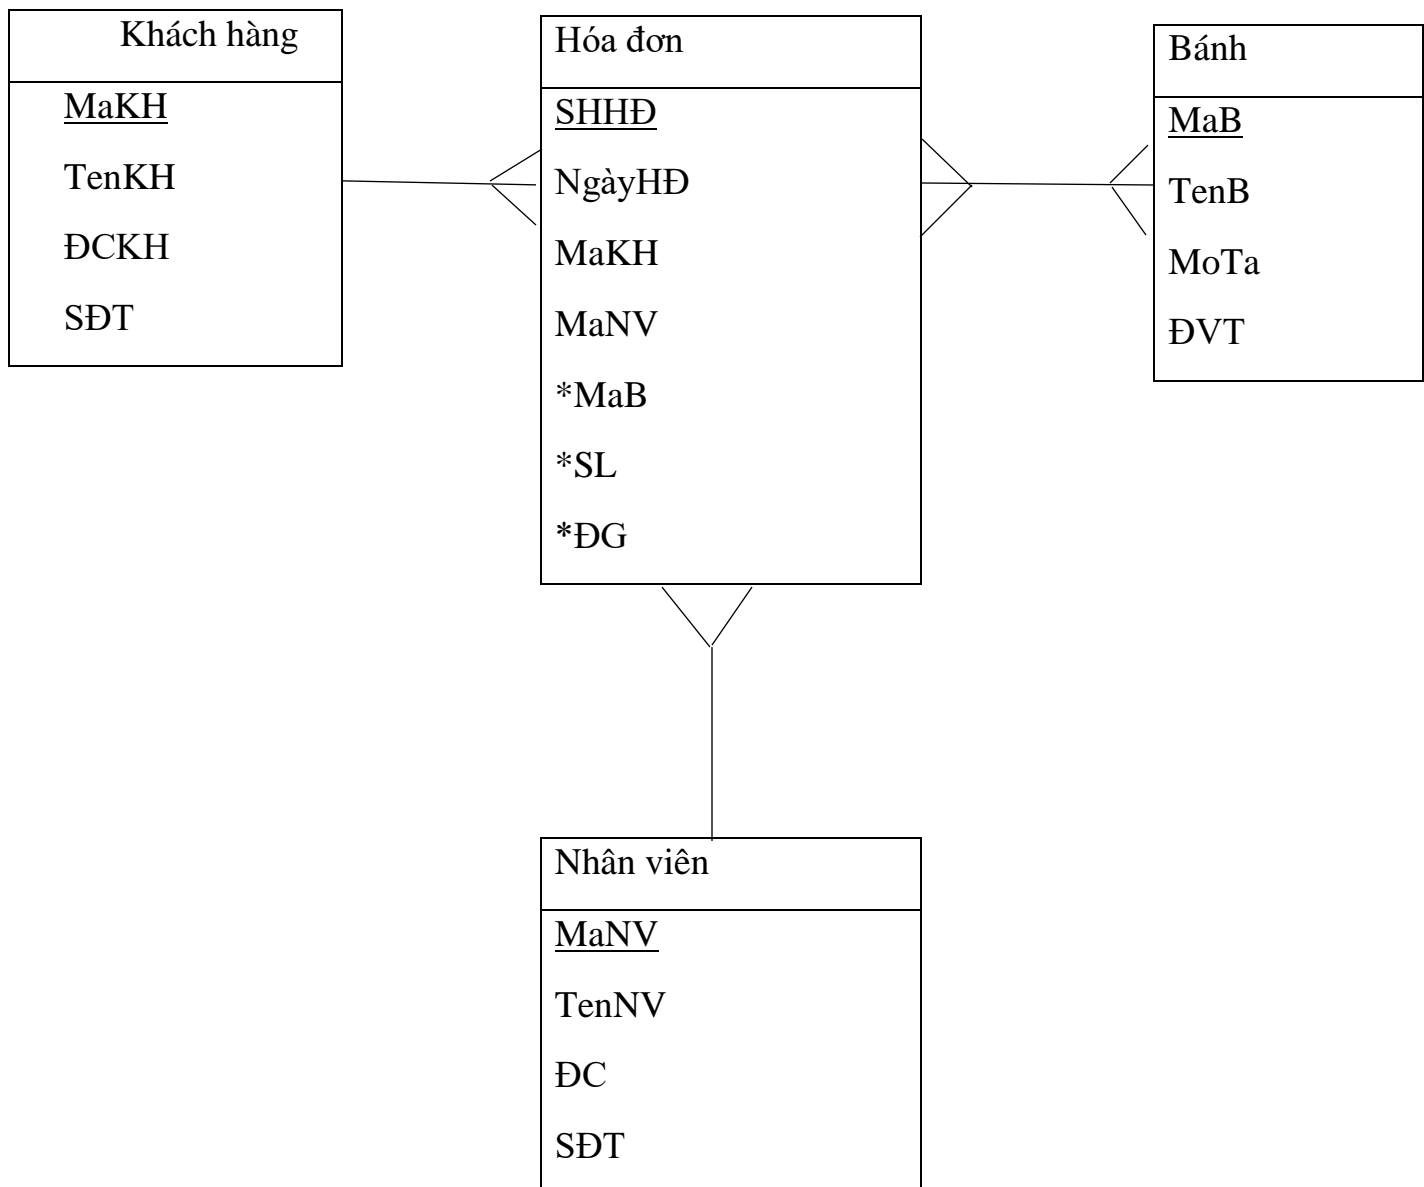 Khách hàng
MaKH
TenKH
ĐCKH
SĐT
Hóa đơn
SHHĐ
NgàyHĐ
MaKH
MaNV
*MaB
*SL
*ĐG
Bánh
MaB
TenB
MoTa
ĐVT
Nhân viên
MaNV
TenNV
ĐC
SĐT